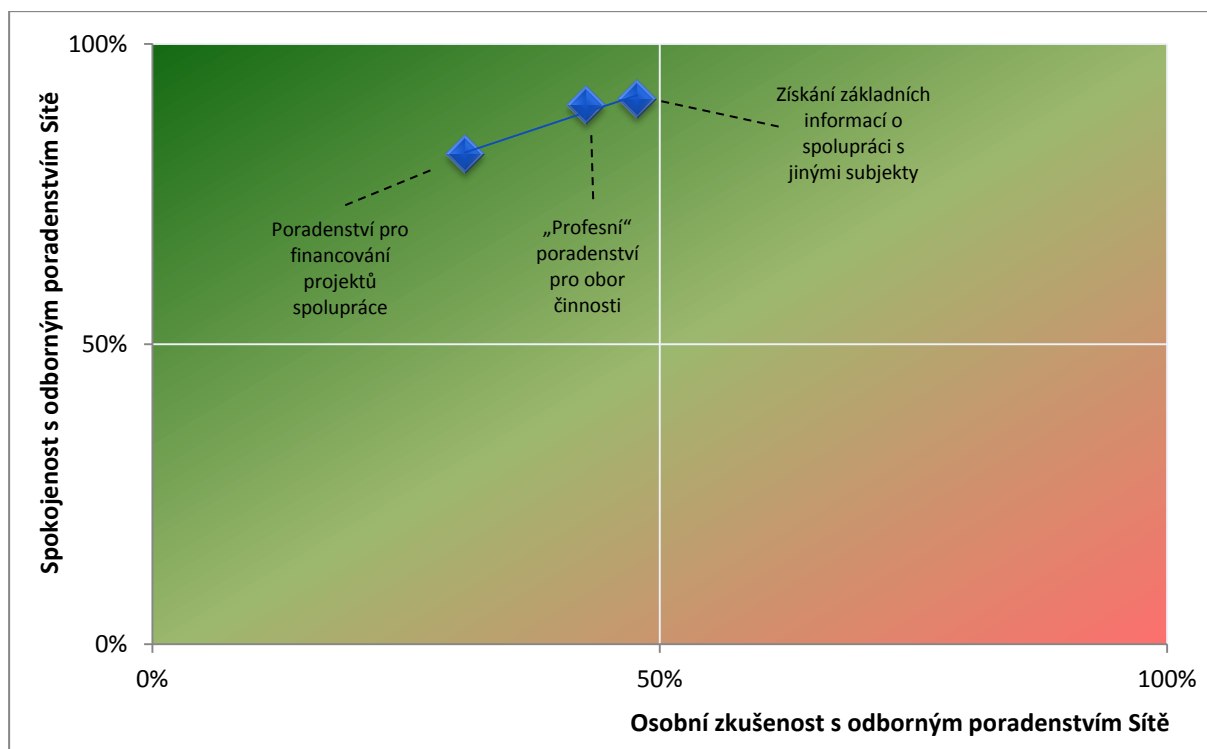 Spokojenost s odborným poradenstvím Sítě
100%
50%
0%
Získání základních
informací o
spolupráci s
jinými subjekty
Poradenství pro
financování
projektů
spolupráce
„Profesní“
poradenství
pro obor
činnosti
0%
50%
100%
Osobní zkušenost s odborným poradenstvím Sítě